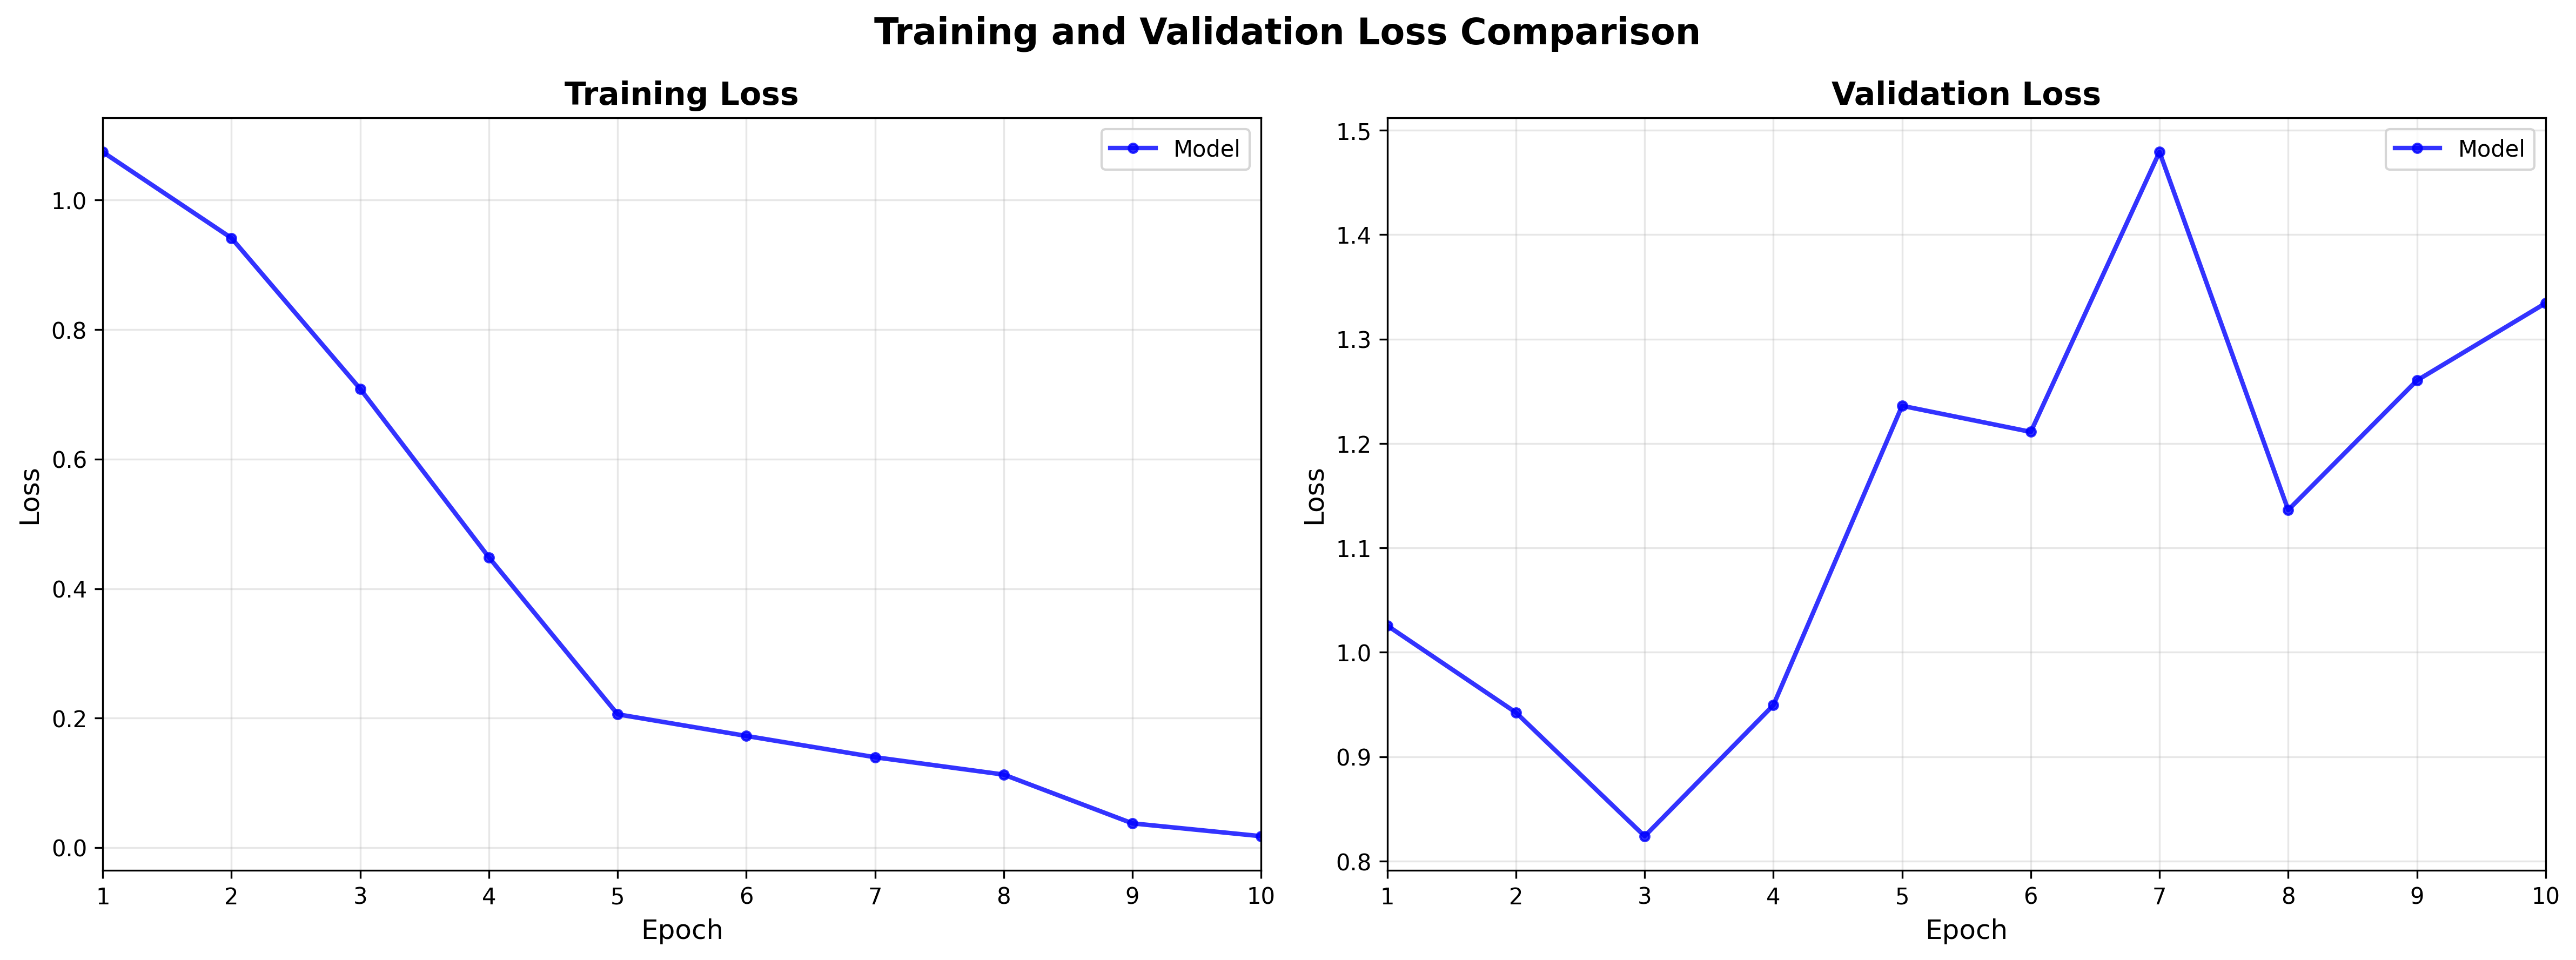 Training and Validation Loss Comparison
Training Loss
Model
1.0
0.8
0.6
0.4
0.2
0.0
Loss
1 2 3 4 5 6 7 8 9 10
Epoch
Validation Loss
Model
1.5
1.4
1.3
1.2
1.1
1.0
0.9
0.8
Loss
1 2 3 4 5 6 7 8 9 10
Epoch